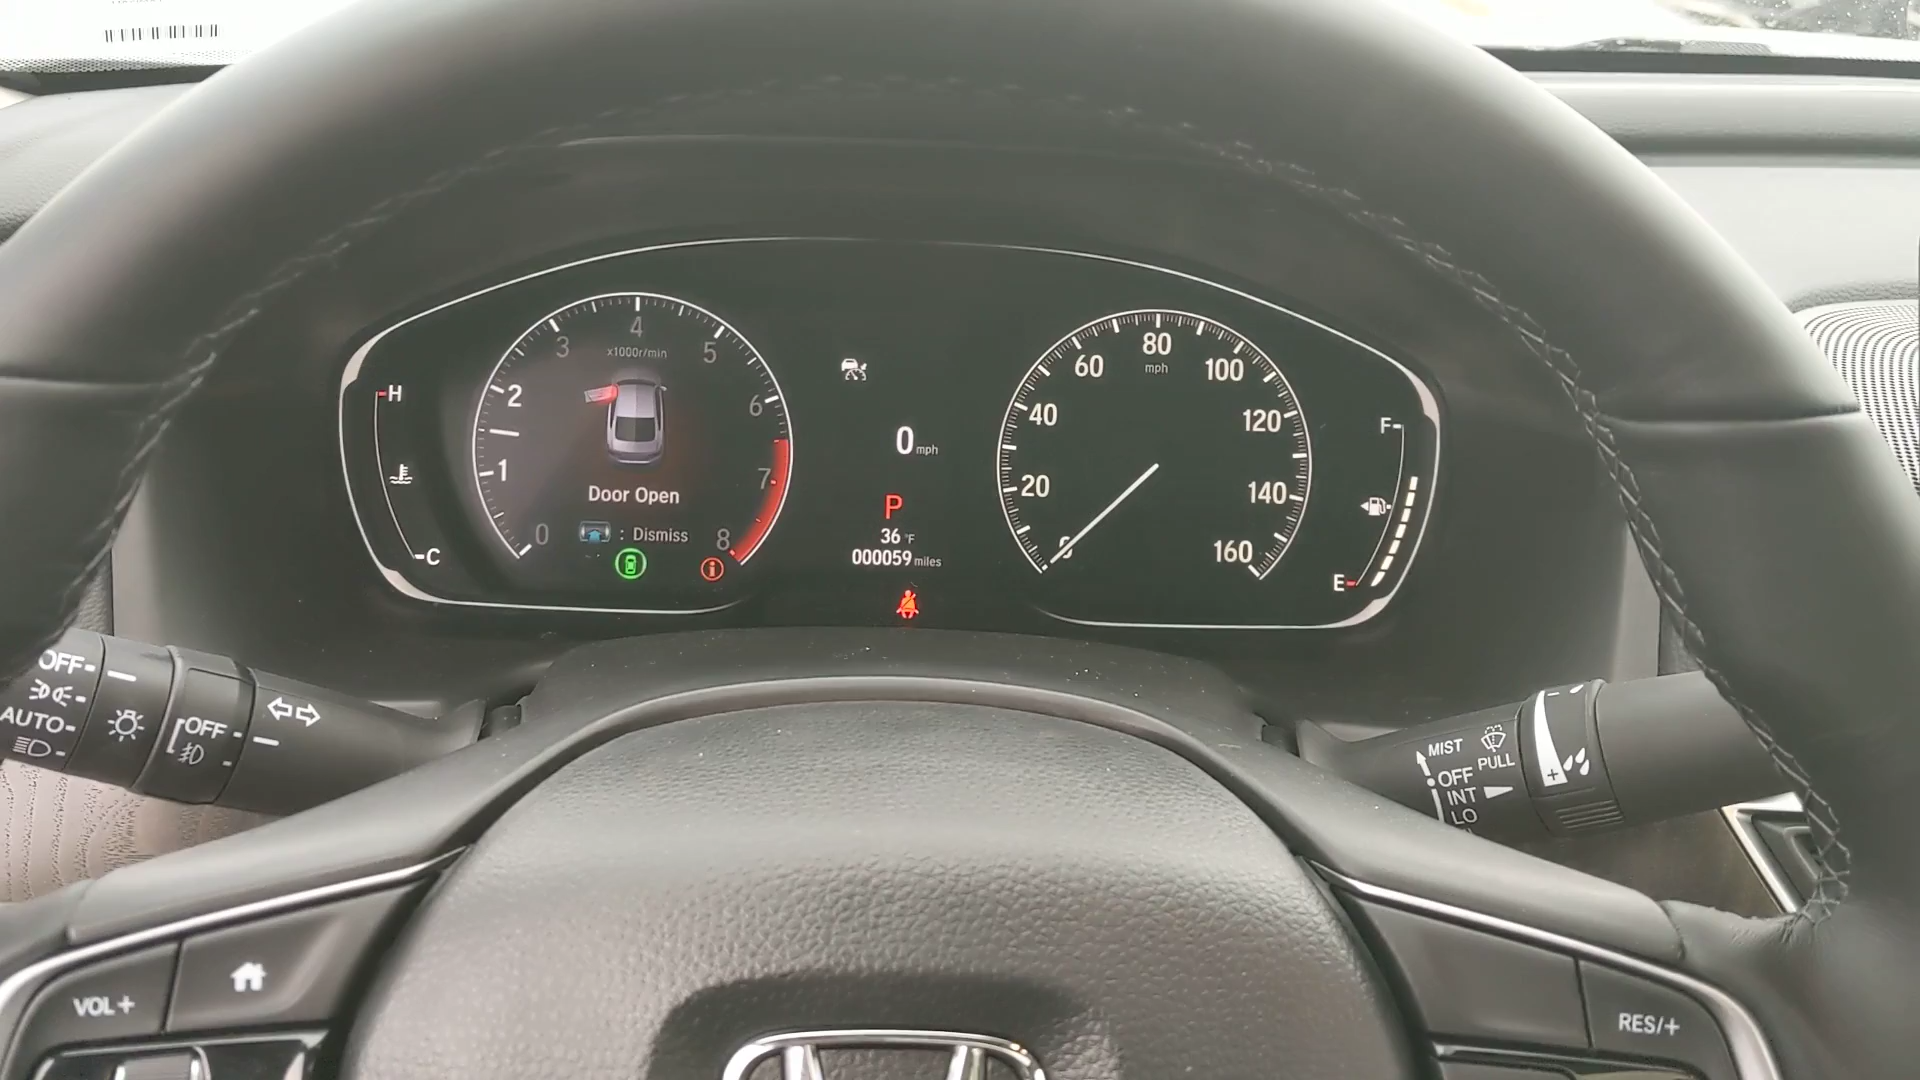 4
3
5
x1000r/min
2
6
1
7
0
8
Door Open
: Dismiss
H
C
0 mph
P
36 °F
000059 miles
80
mph
60
100
40
120
20
140
0
160
F
E
OFF
AUTO
OFF
MIST
PULL
OFF
INT
LO
+
VOL+
RES/+